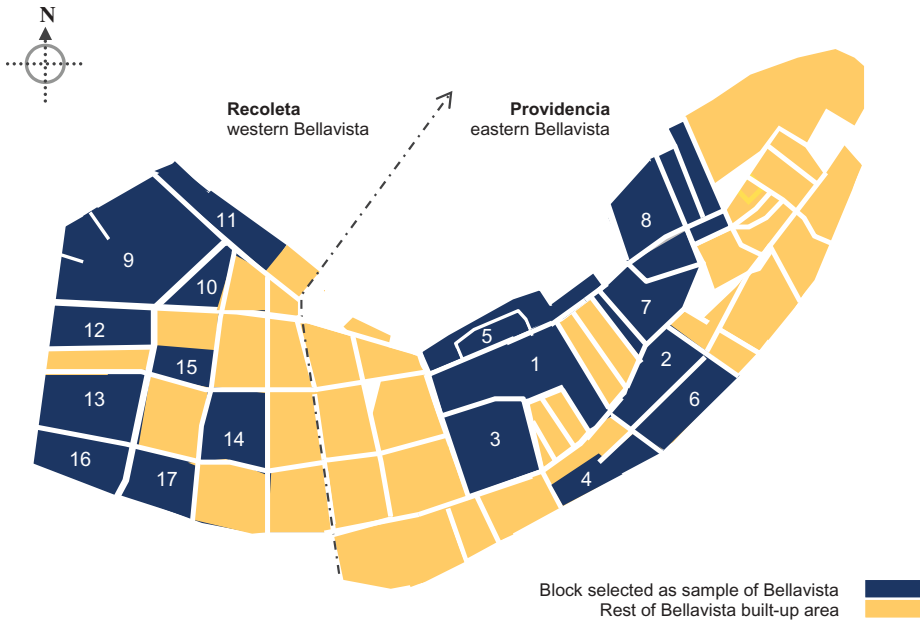 N
Recoleta
western Bellavista
Providencia
eastern Bellavista
11
8
9
10
7
12
5
1
15
2
13
6
14
3
16
17
4
Block selected as sample of Bellavista
Rest of Bellavista built-up area